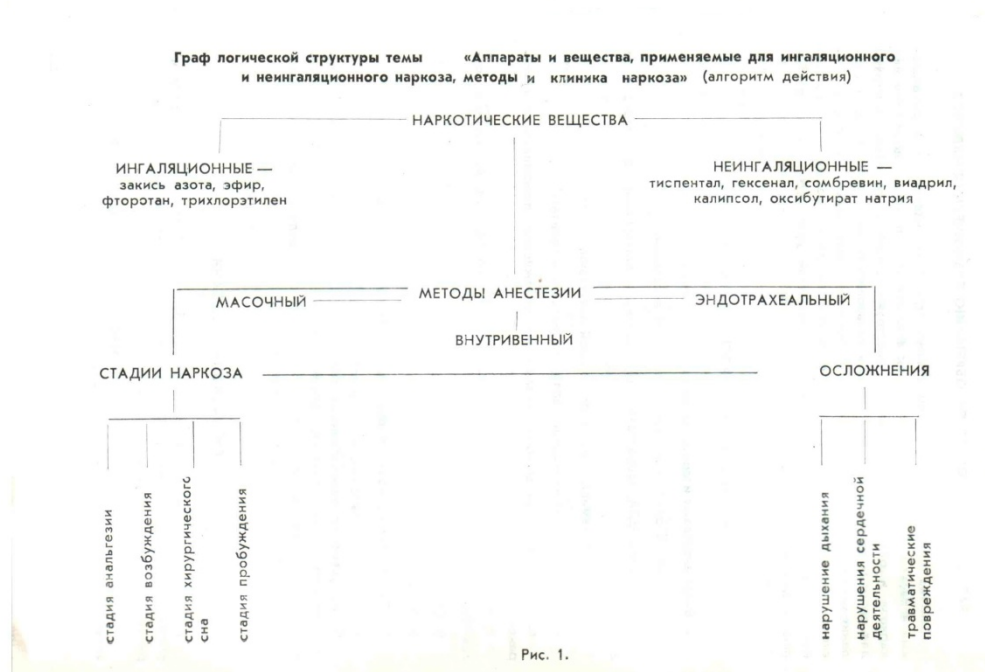 Граф логической структуры темы «Аппараты и вещества, применяемые для ингаляционного
и неингаляционного наркоза, методы и клиника наркоза» (алгоритм действия)
НАРКОТИЧЕСКИЕ ВЕЩЕСТВА
ИНГАЛЯЦИОННЫЕ —
закись азота, эфир,
фторотан, трихлорэтилен
НЕИНГАЛЯЦИОННЫЕ —
тиспентал, гексенал, сомбревин, виадрил,
калипсол, оксибутират натрия
МЕТОДЫ АНЕСТЕЗИИ
МАСОЧНЫЙ
ЭНДОТРАХЕАЛЬНЫЙ
ВНУТРИВЕННЫЙ
СТАДИИ НАРКОЗА
ОСЛОЖНЕНИЯ
стадия анальгезии
стадия возбуждения
стадия хирургического
сна
стадия пробуждения
нарушение дыхания
нарушения сердечной
деятельности
травматические
повреждения
Рис. 1.